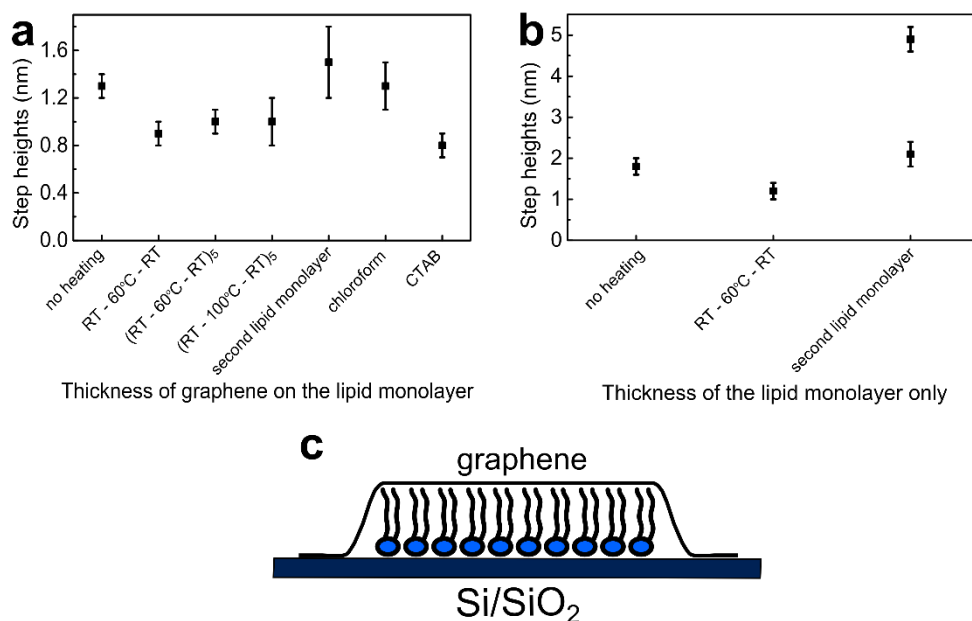 a
Step heights (nm)
1.6
1.2
0.8
0.4
0.0
no heating
RT - 60°C - RT
(RT - 60°C - RT)₅
(RT - 100°C - RT)₅
second lipid monolayer
chloroform
CTAB
Thickness of graphene on the lipid monolayer
b
Step heights (nm)
5
4
3
2
1
0
no heating
RT - 60°C - RT
second lipid monolayer
Thickness of the lipid monolayer only
c
graphene
Si/SiO₂